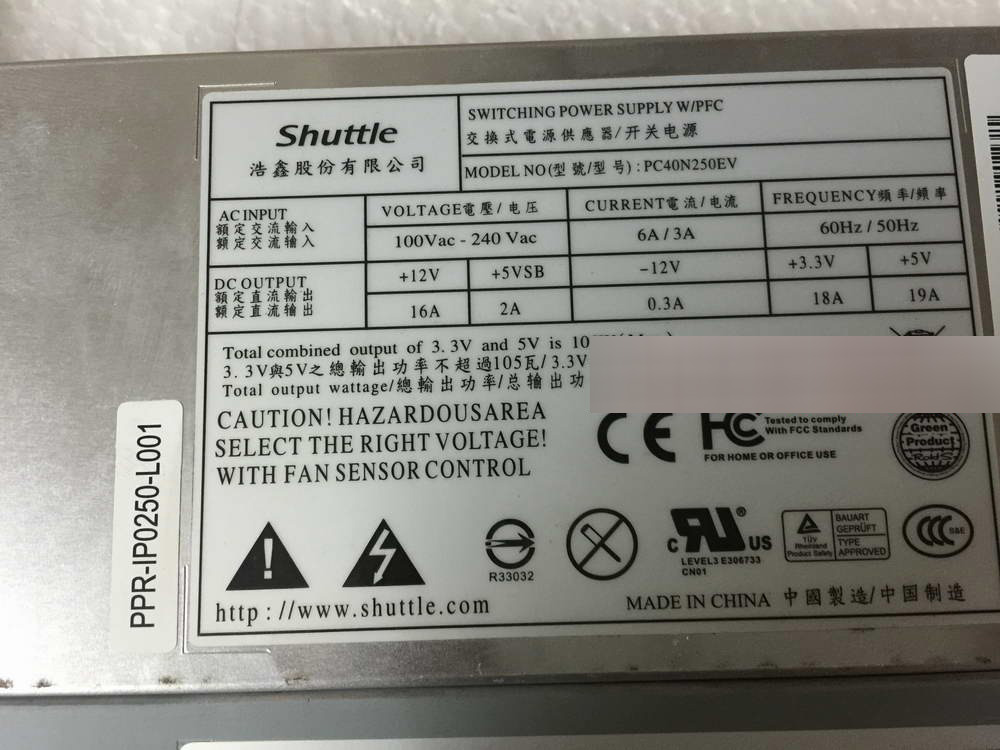 Shuttle
浩鑫股份有限公司
SWITCHING POWER SUPPLY W/PFC
交換式電源供應器/开关电源
MODEL NO(型號/型号) : PC40N250EV
AC INPUT
額定交流輸入
額定交流输入
VOLTAGE電壓/电压
CURRENT電流/电流
FREQUENCY頻率/頻率
100Vac - 240 Vac
6A / 3A
60Hz / 50Hz
DC OUTPUT
額定直流輸出
額定直流输出
+12V
+5VSB
-12V
+3.3V
+5V
16A
2A
0.3A
18A
19A
Total combined output of 3.3V and 5V is
3.3V與5V之總輸出功率不超過105瓦/3.3V
Total output wattage/總輸出功率/总输出功
CAUTION! HAZARDOUSAREA
SELECT THE RIGHT VOLTAGE!
WITH FAN SENSOR CONTROL
CE
FC
Tested to comply
With FCC Standards
FOR HOME OR OFFICE USE
Green
Product
RoHS
PPR-IP0250-L001
R33032
c RU US
LEVEL3 E306733
CN01
TÜV
Rheinland
Product Safety
BAUART
GEPRÜFT
TYPE
APPROVED
CCC S&E
http://www.shuttle.com
MADE IN CHINA 中國製造/中国制造